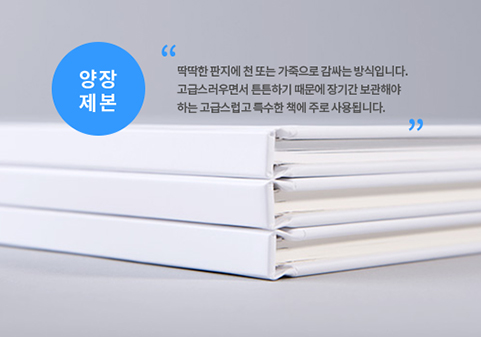 양장
제본
“
딱딱한 판지에 천 또는 가죽으로 감싸는 방식입니다.
고급스러우면서 튼튼하기 때문에 장기간 보관해야
하는 고급스럽고 특수한 책에 주로 사용됩니다.
”